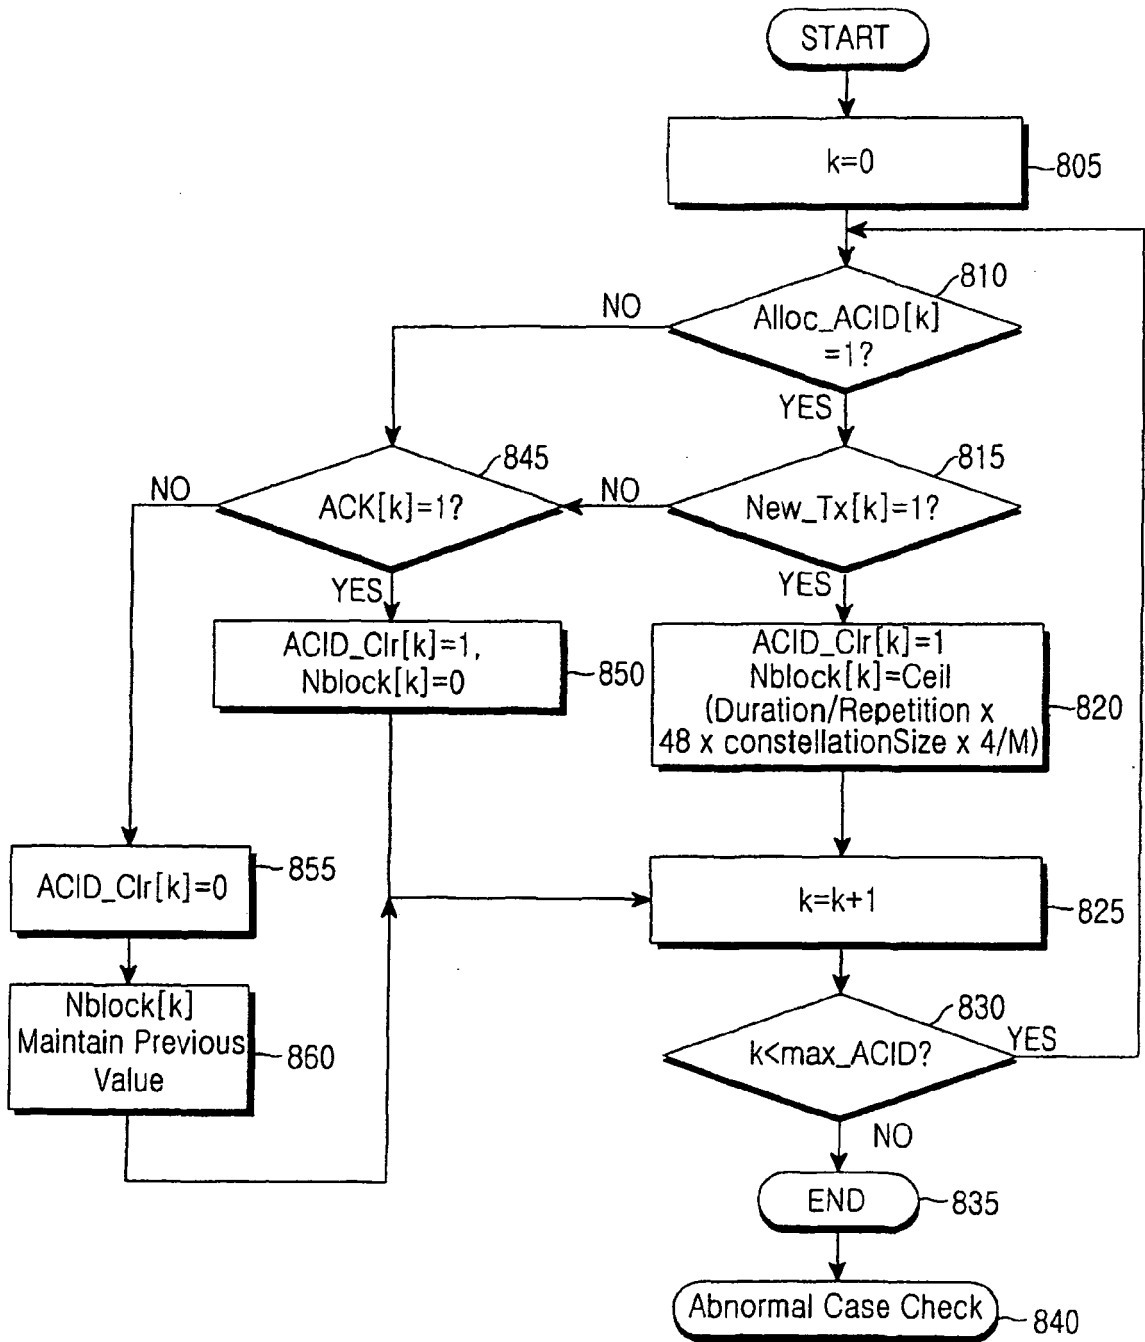 START
k=0
805
810
NO
Alloc_ACID[k]
=1?
YES
845
815
NO
ACK[k]=1?
NO
New_Tx[k]=1?
YES
YES
ACID_Clr[k]=1,
Nblock[k]=0
850
ACID_Clr[k]=1
Nblock[k]=Ceil
(Duration/Repetition x
48 x constellationSize x 4/M)
820
855
ACID_Clr[k]=0
k=k+1
825
Nblock[k]
Maintain Previous
Value
860
830
YES
k<max_ACID?
NO
END
835
Abnormal Case Check
840